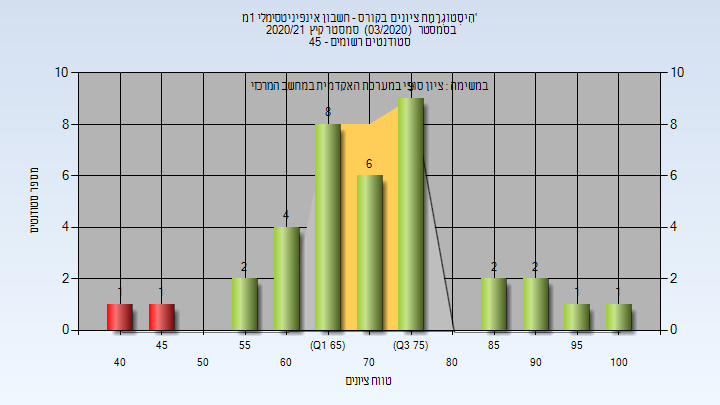 היסטוגרמת ציונים בקורס - חשבון אינפיניטסימלי 1מ'
בסמסטר (03/2020) סמסטר קיץ 2020/21
סטודנטים רשומים - 45
במשימה : ציון סופי במערכת האקדמית במחשב המרכזי
10 10
8 8
6 6
4 4
2 2
0 0
1 1 2 4 8 6 9 2 2 1 1
מספר סטודנטים
45 55 (Q1 65) (Q3 75) 85 95
40 50 60 70 80 90 100
טווח ציונים